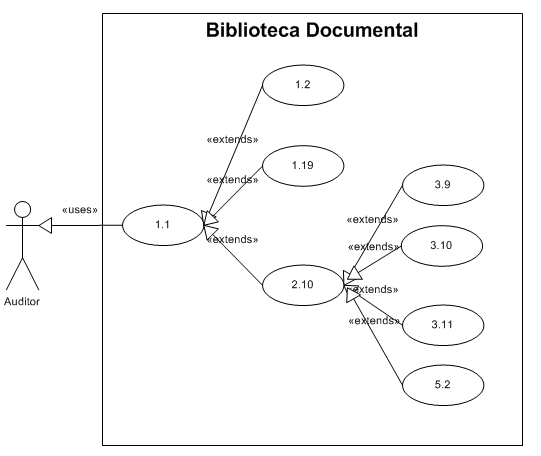 Biblioteca Documental
1.2
«extends»
1.19
«extends»
3.9
«uses»
1.1
«extends»
«extends»
3.10
«extends»
2.10
«extends»
Auditor
«extends»
3.11
5.2